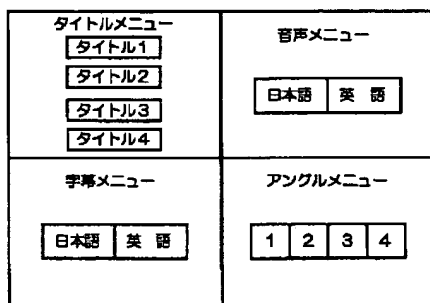 タイトルメニュー
タイトル1
タイトル2
タイトル3
タイトル4
音声メニュー
日本語 英 語
字幕メニュー
日本語 英 語
アングルメニュー
1 2 3 4